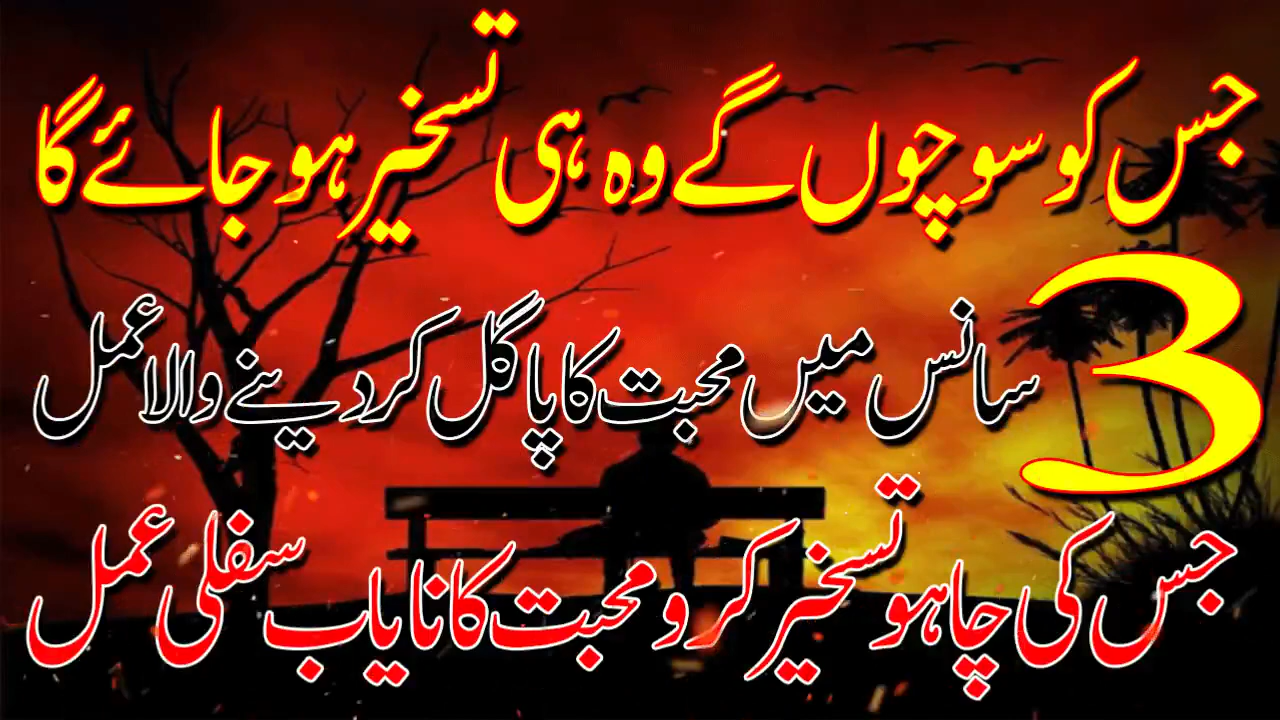 جس کو سوچوں گے وہ ہی تسخیر ہو جائے گا
3 سانس میں محبت کا پاگل کر دینے والا عمل
جس کی چاہو تسخیر کرو محبت کا نایاب سفلی عمل